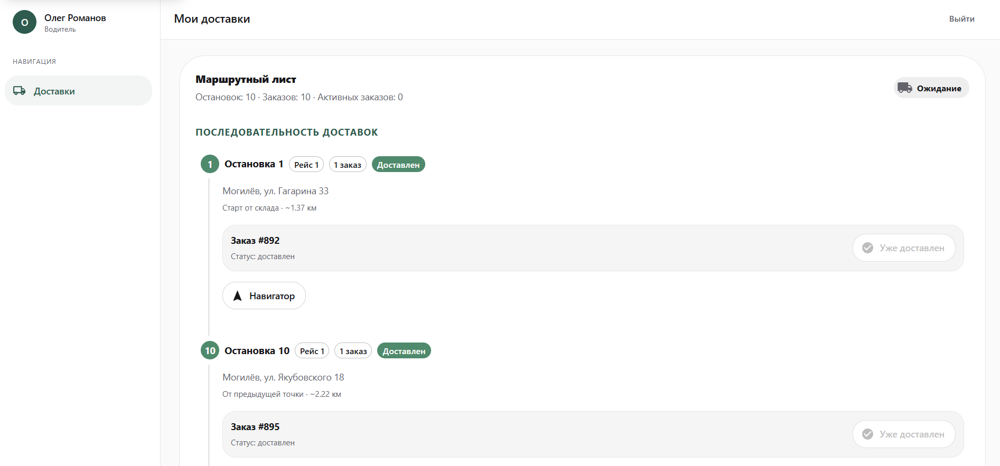 О
Олег Романов
Водитель
НАВИГАЦИЯ
Доставки
Мои доставки
Выйти
Маршрутный лист
Остановок: 10 · Заказов: 10 · Активных заказов: 0
Ожидание
ПОСЛЕДОВАТЕЛЬНОСТЬ ДОСТАВОК
1 Остановка 1 Рейс 1 1 заказ Доставлен
Могилёв, ул. Гагарина 33
Старт от склада · ~1.37 км
Заказ #892
Статус: доставлен
Уже доставлен
Навигатор
10 Остановка 10 Рейс 1 1 заказ Доставлен
Могилёв, ул. Якубовского 18
От предыдущей точки · ~2.22 км
Заказ #895
Статус: доставлен
Уже доставлен